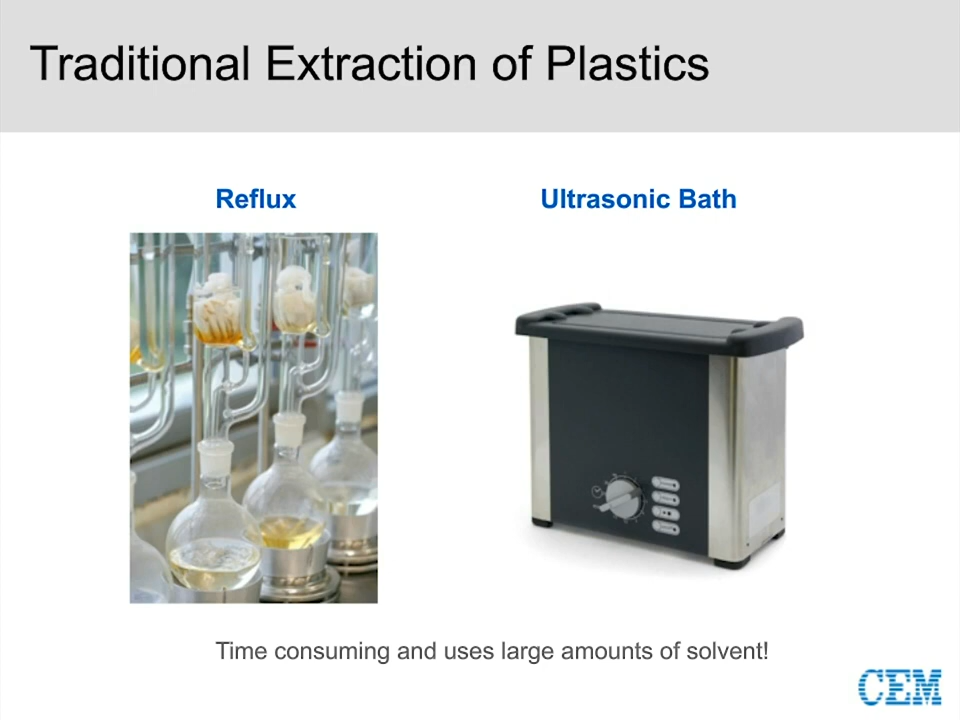 Traditional Extraction of Plastics
Reflux
Ultrasonic Bath
Time consuming and uses large amounts of solvent!
CEM